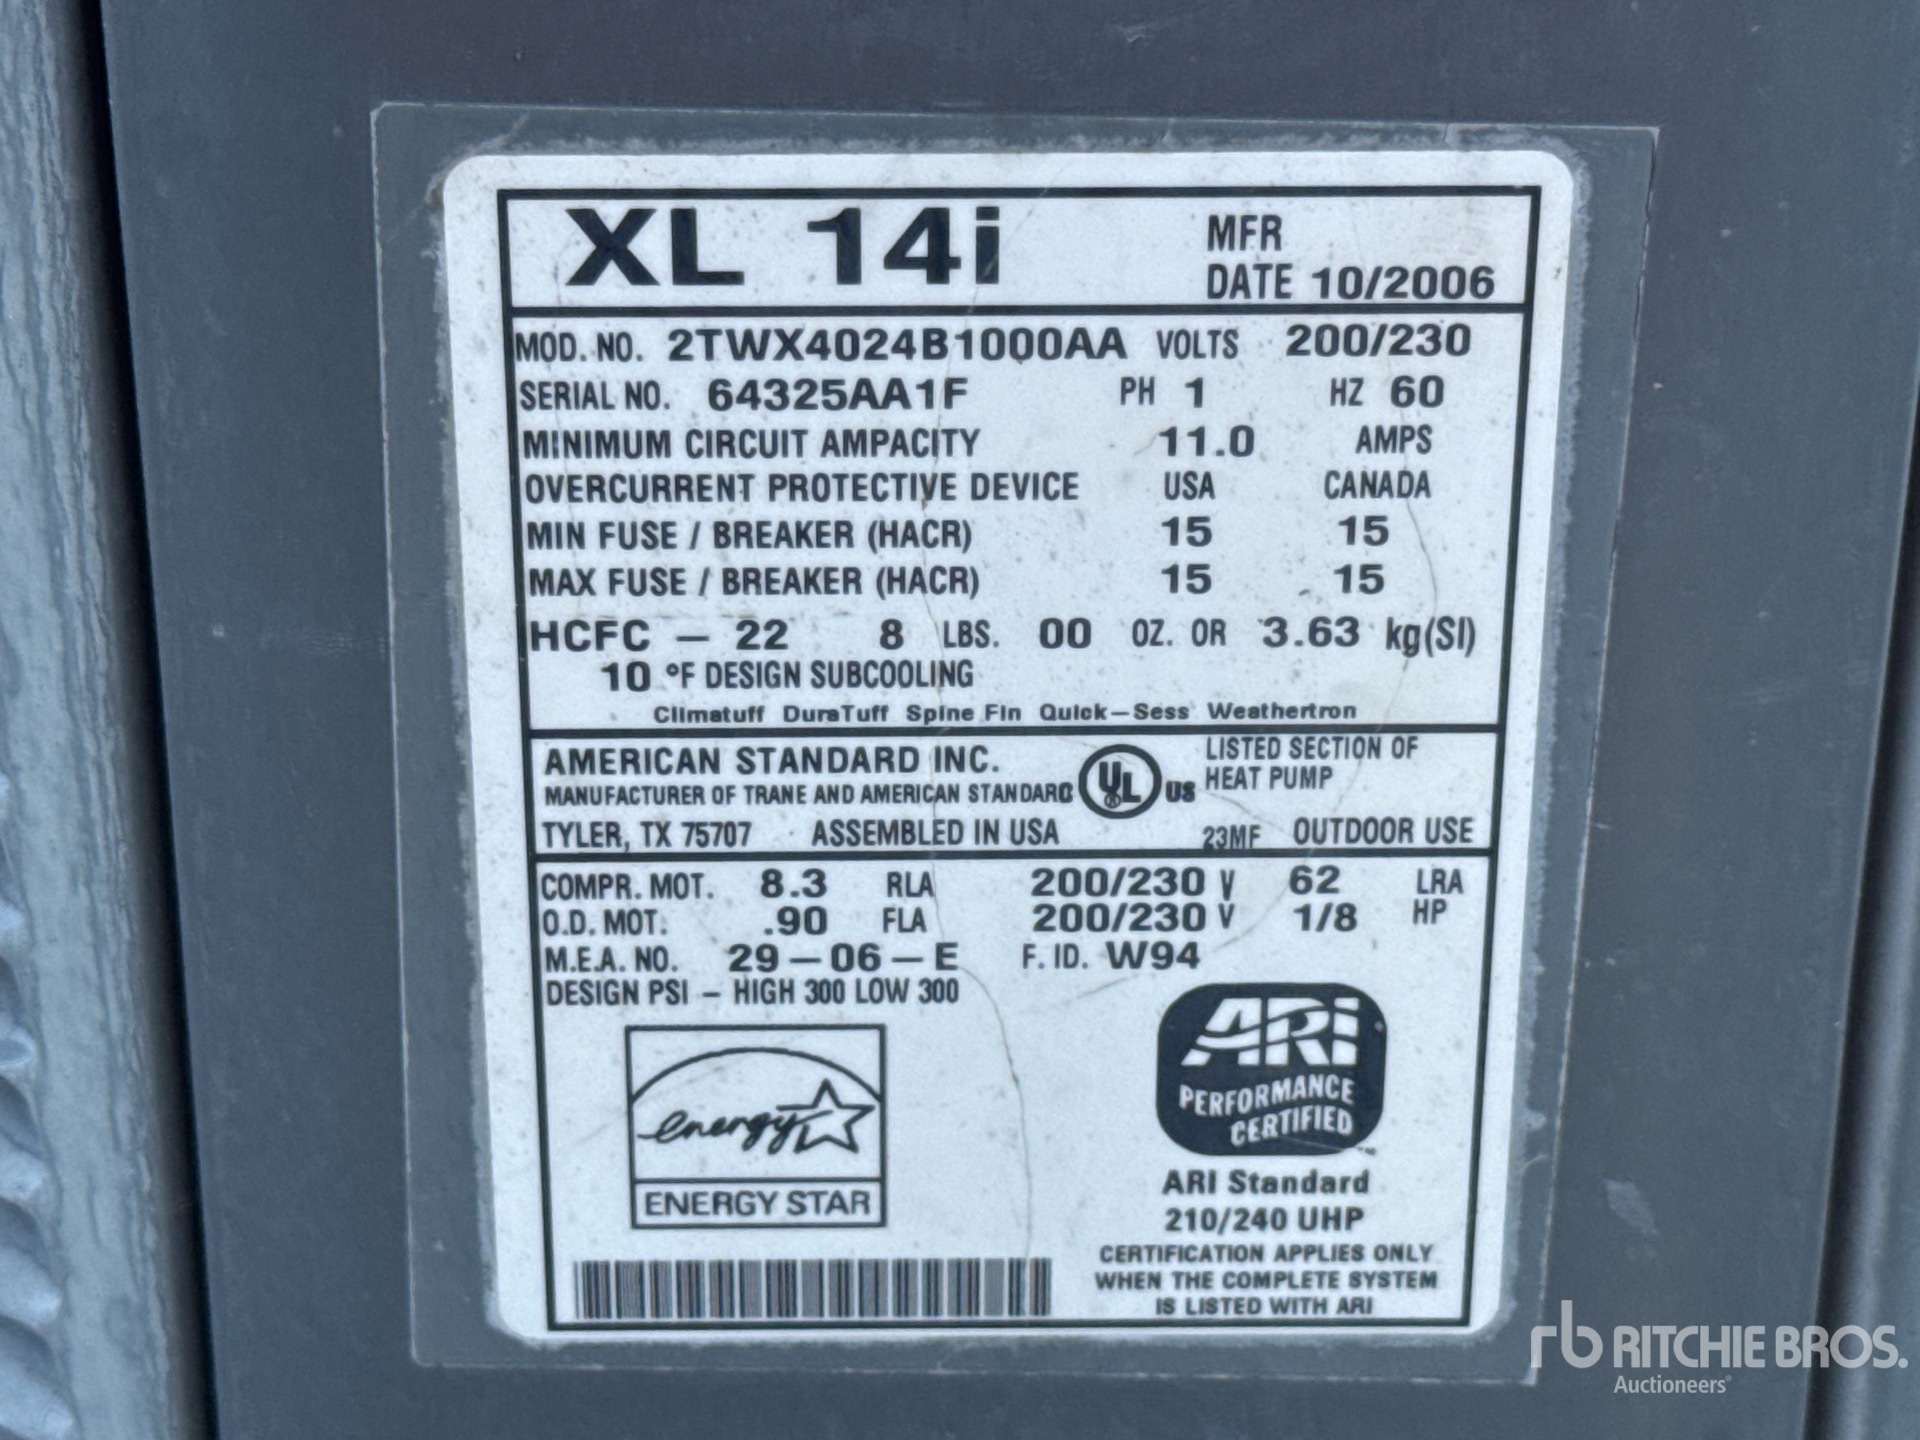 XL 14i
MFR
DATE 10/2006
MOD. NO. 2TWX4024B1000AA VOLTS 200/230
SERIAL NO. 64325AA1F PH 1 HZ 60
MINIMUM CIRCUIT AMPACITY 11.0 AMPS
OVERCURRENT PROTECTIVE DEVICE USA CANADA
MIN FUSE / BREAKER (HACR) 15 15
MAX FUSE / BREAKER (HACR) 15 15
HCFC - 22 8 LBS. 00 OZ. OR 3.63 kg(SI)
10 °F DESIGN SUBCOOLING
Climatuff DuraTuff Spine Fin Quick-Sess Weathertron
AMERICAN STANDARD INC.
MANUFACTURER OF TRANE AND AMERICAN STANDARD
TYLER, TX 75707 ASSEMBLED IN USA
C UL ® US
LISTED SECTION OF
HEAT PUMP
23MF OUTDOOR USE
COMPR. MOT. 8.3 RLA 200/230 V 62 LRA
O.D. MOT. .90 FLA 200/230 V 1/8 HP
M.E.A. NO. 29-06-E F. ID. W94
DESIGN PSI - HIGH 300 LOW 300
energy
ENERGY STAR
ARI
PERFORMANCE
CERTIFIED
ARI Standard
210/240 UHP
CERTIFICATION APPLIES ONLY
WHEN THE COMPLETE SYSTEM
IS LISTED WITH ARI
rb RITCHIE BROS.
Auctioneers